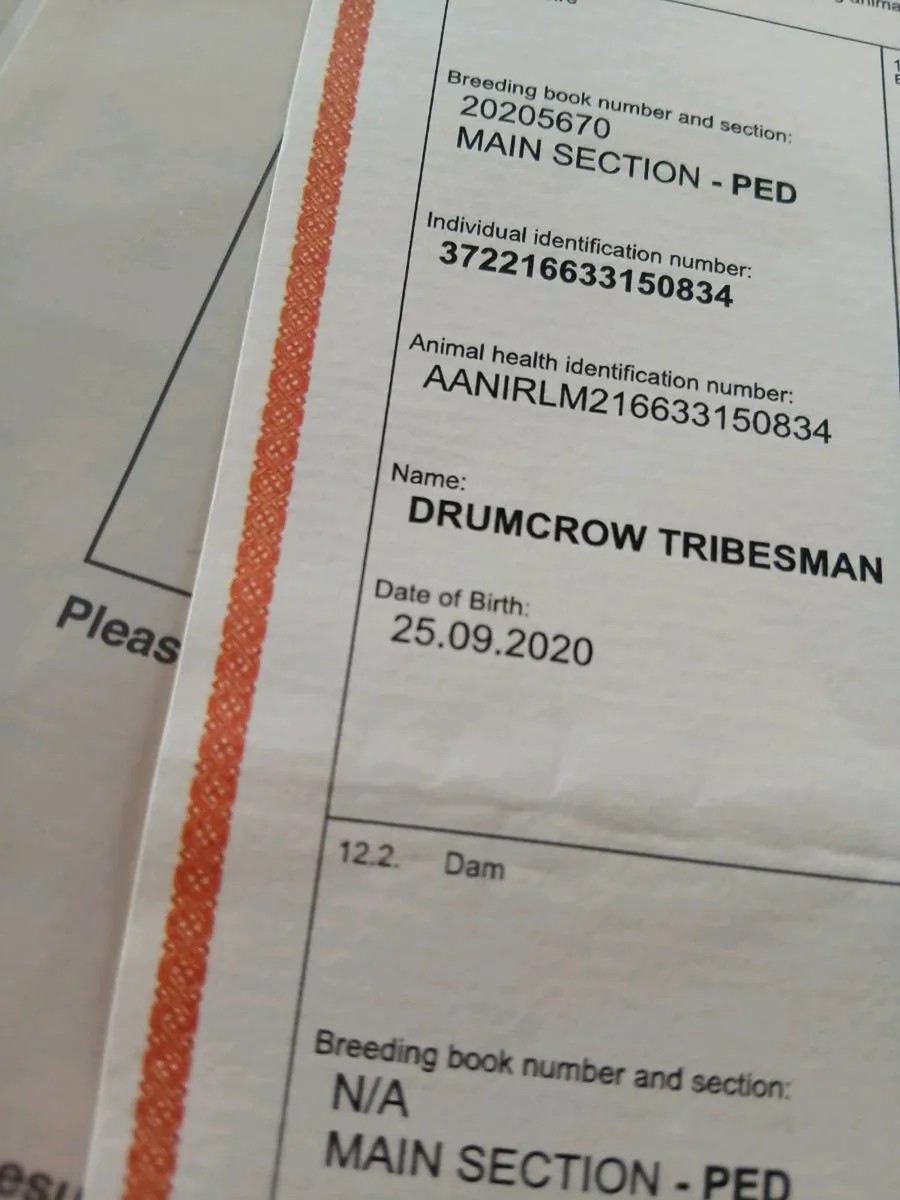 Breeding book number and section:
20205670
MAIN SECTION - PED
Individual identification number:
372216633150834
Animal health identification number:
AANIRLM216633150834
Name:
DRUMCROW TRIBESMAN
Date of Birth:
25.09.2020
Pleas
12.2. Dam
Breeding book number and section:
N/A
MAIN SECTION - PED